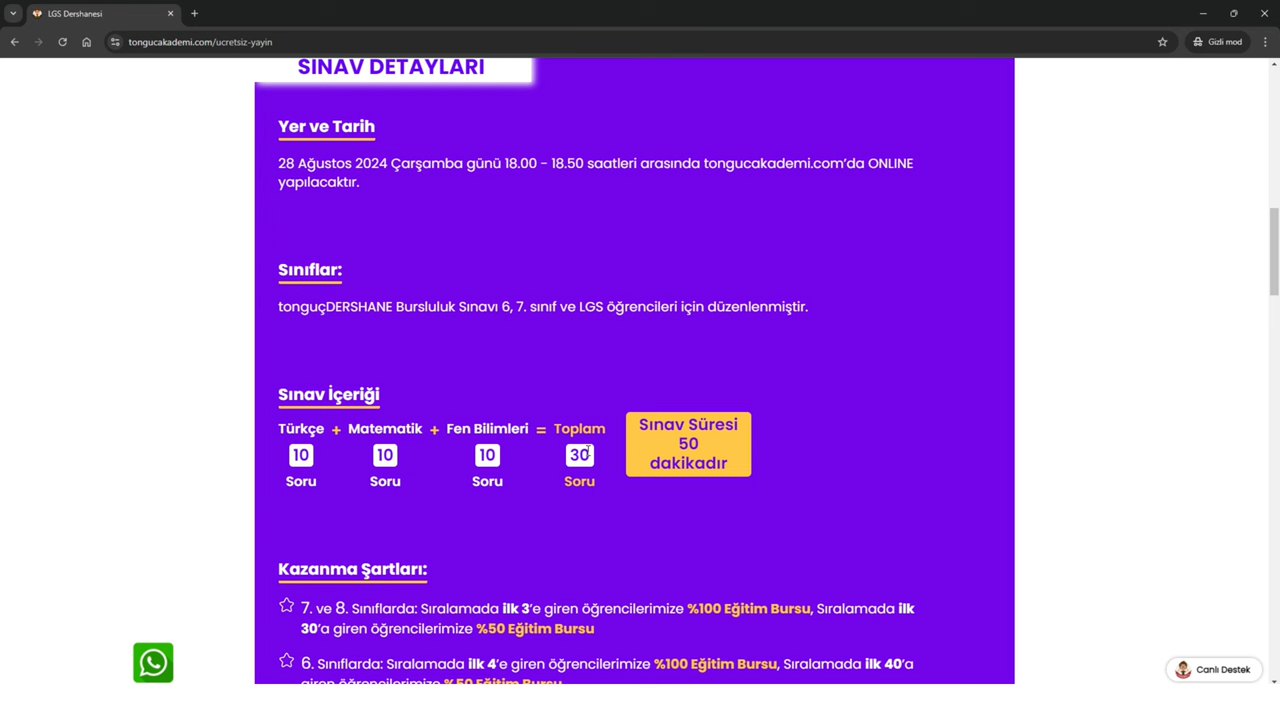 LGS Dershanesi
tongucakademi.com/ucretsiz-yayin
Gizli mod
SINAV DETAYLARI
Yer ve Tarih
28 Ağustos 2024 Çarşamba günü 18.00 - 18.50 saatleri arasında tongucakademi.com’da ONLINE
yapılacaktır.
Sınıflar:
tonguçDERSHANE Bursluluk Sınavı 6, 7. sınıf ve LGS öğrencileri için düzenlenmiştir.
Sınav İçeriği
Türkçe + Matematik + Fen Bilimleri = Toplam
10 10 10 30
Soru Soru Soru Soru
Sınav Süresi
50
dakikadır
Kazanma Şartları:
7. ve 8. Sınıflarda: Sıralamada ilk 3’e giren öğrencilerimize %100 Eğitim Bursu, Sıralamada ilk
30’a giren öğrencilerimize %50 Eğitim Bursu
6. Sınıflarda: Sıralamada ilk 4’e giren öğrencilerimize %100 Eğitim Bursu, Sıralamada ilk 40’a
giren öğrencilerimize %50 Eğitim Bursu
Canlı Destek